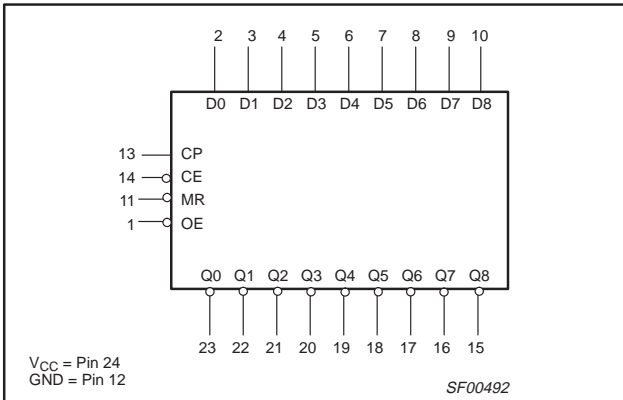 2 3 4 5 6 7 8 9 10
D0 D1 D2 D3 D4 D5 D6 D7 D8
13 CP
14 CE
11 MR
1 OE
Q0 Q1 Q2 Q3 Q4 Q5 Q6 Q7 Q8
23 22 21 20 19 18 17 16 15
VCC = Pin 24
GND = Pin 12
SF00492